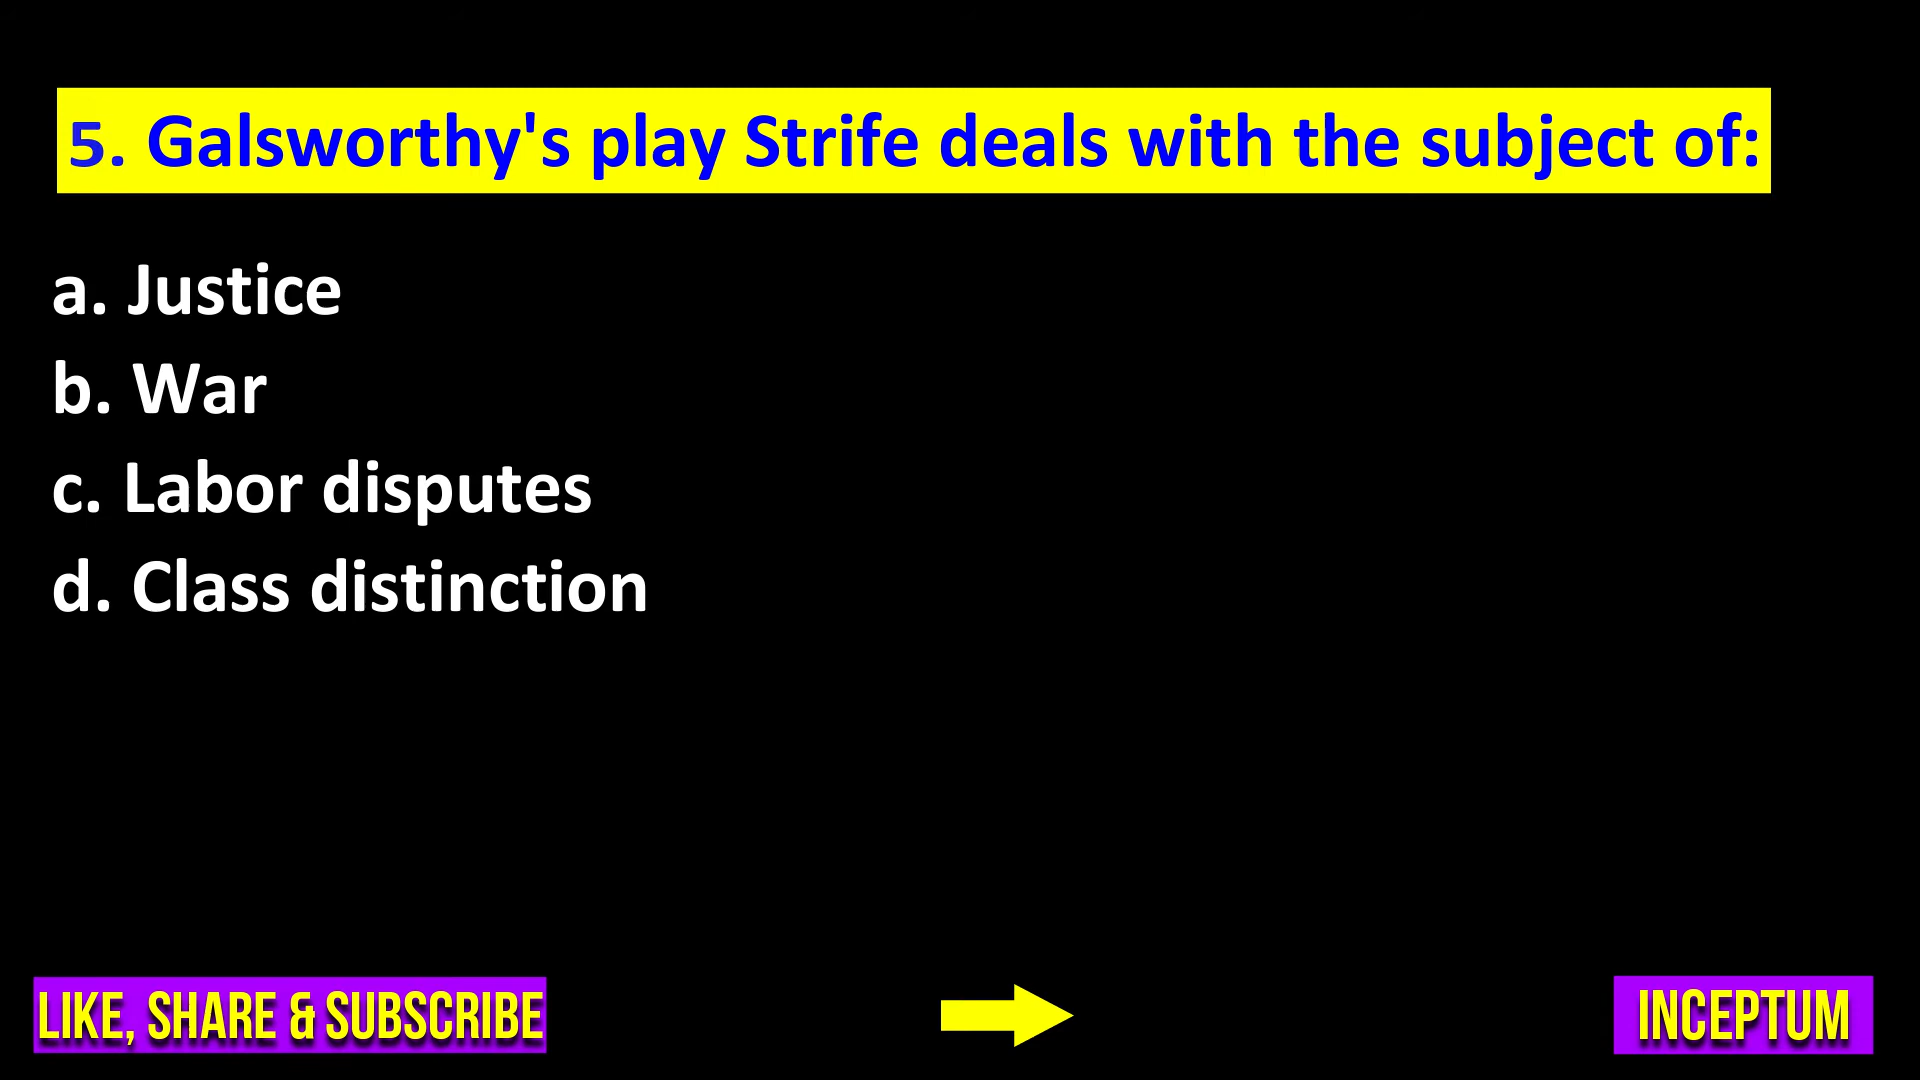 5. Galsworthy's play Strife deals with the subject of:
a. Justice
b. War
c. Labor disputes
d. Class distinction
LIKE, SHARE & SUBSCRIBE
INCEPTUM